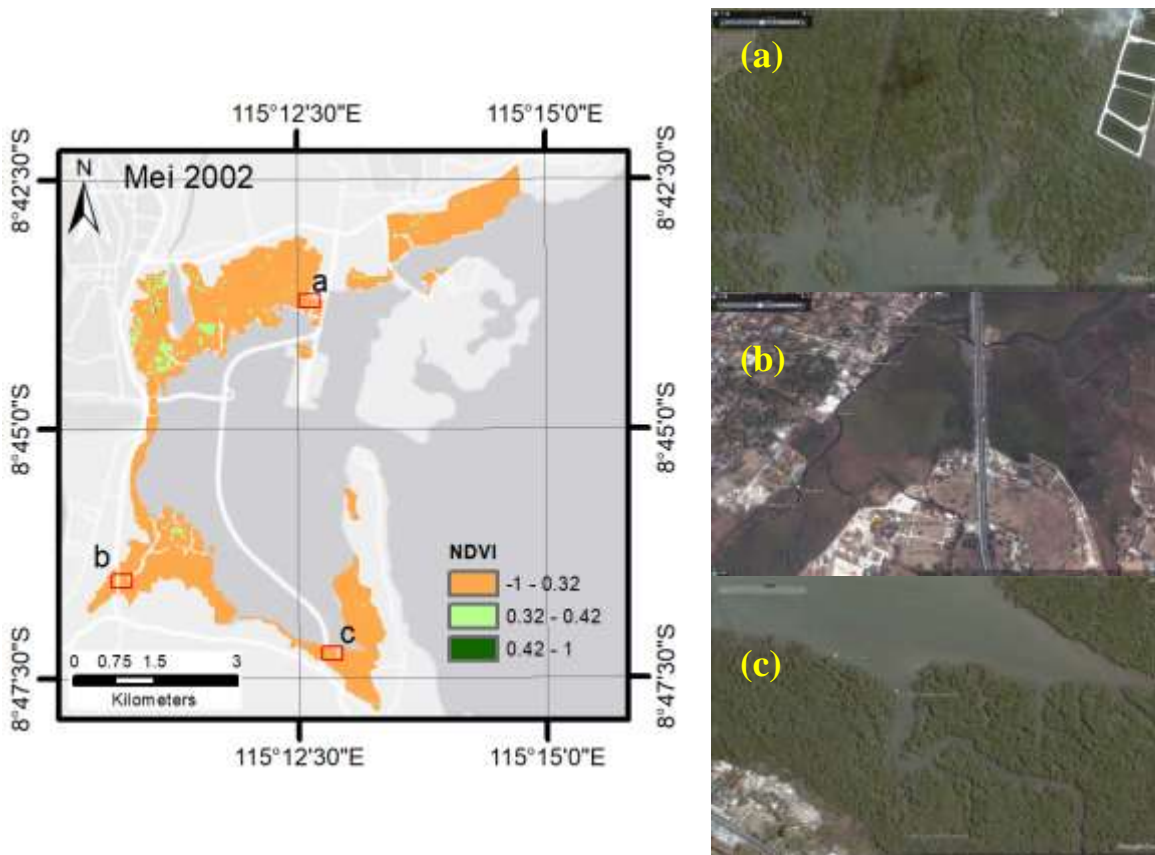 (a)
115°12'30"E
115°15'0"E
N
Mei 2002
8°42'30"S
8°42'30"S
a
(b)
8°45'0"S
8°45'0"S
b
NDVI
-1 - 0.32
0.32 - 0.42
0.42 - 1
c
(c)
0 0.75 1.5 3
Kilometers
8°47'30"S
8°47'30"S
115°12'30"E
115°15'0"E